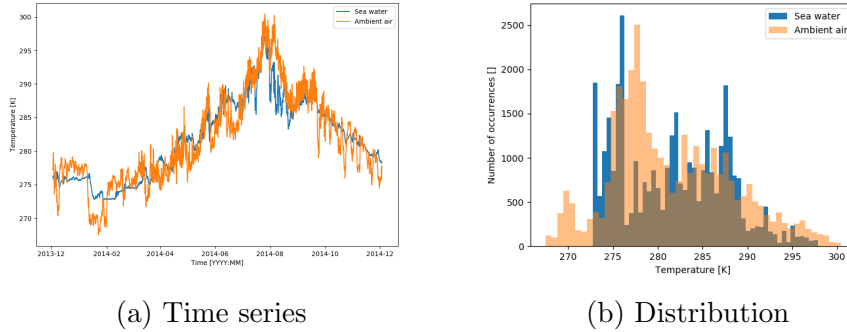 Sea water
Ambient air
300
295
290
285
280
275
270
Temperature [K]
2013-12
2014-02
2014-04
2014-06
2014-08
2014-10
2014-12
Time [YYYY:MM]
(a) Time series
Sea water
Ambient air
2500
2000
1500
1000
500
0
Number of occurrences []
270
275
280
285
290
295
300
Temperature [K]
(b) Distribution